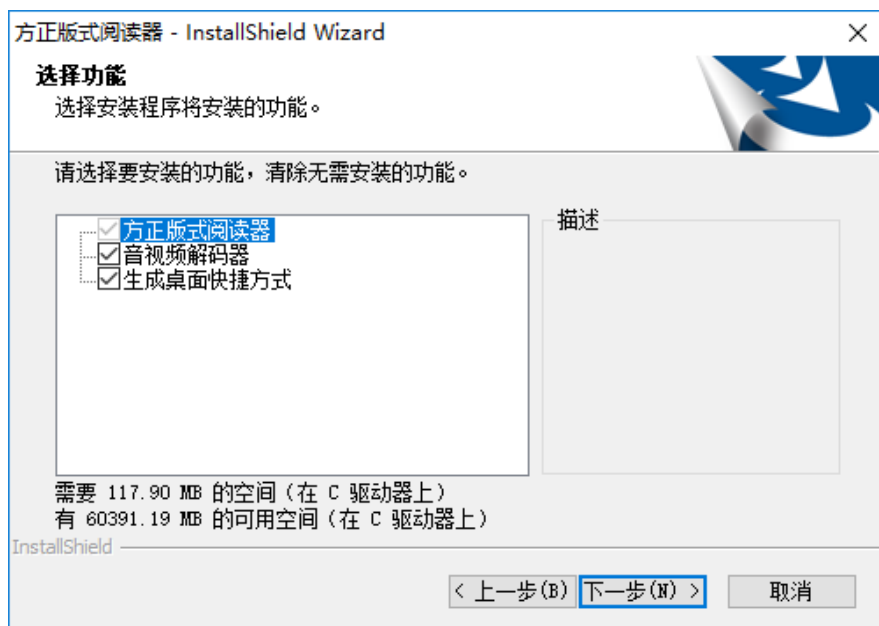 方正版式阅读器 - InstallShield Wizard
选择功能
选择安装程序将安装的功能。
请选择要安装的功能，清除无需安装的功能。
方正版式阅读器
音视频解码器
生成桌面快捷方式
描述
需要 117.90 MB 的空间（在 C 驱动器上）
有 60391.19 MB 的可用空间（在 C 驱动器上）
InstallShield
< 上一步(B) 下一步(N) > 取消